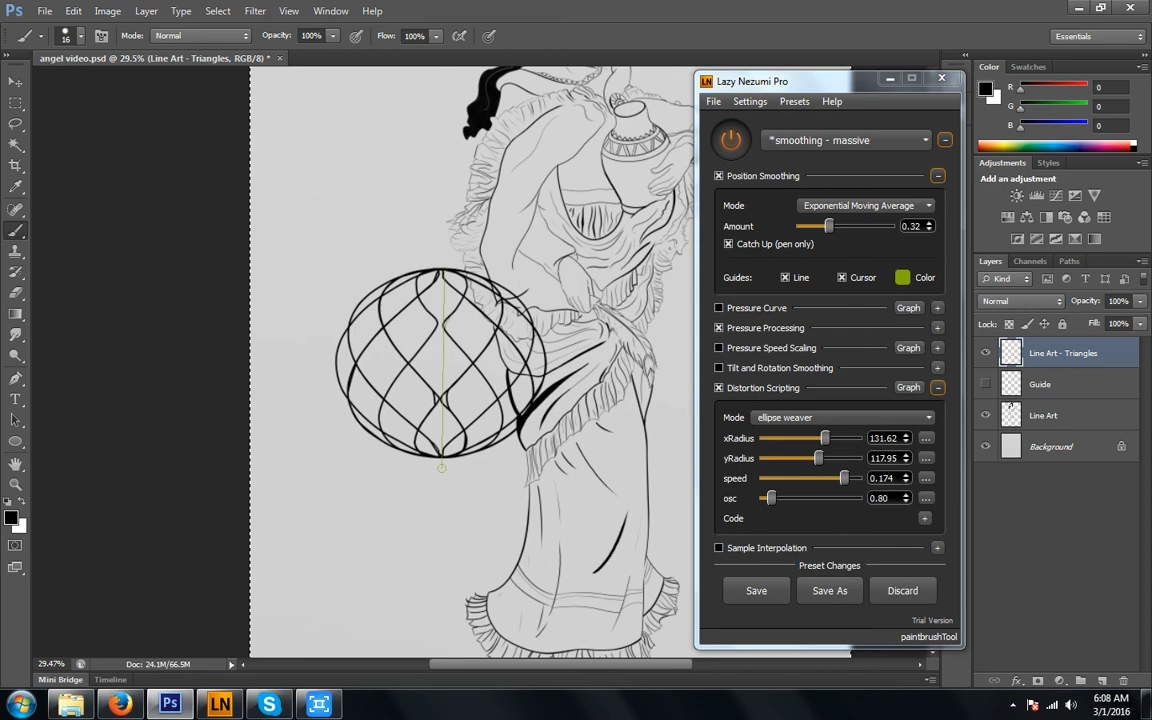 Ps File Edit Image Layer Type Select Filter View Window Help
16 Mode: Normal Opacity: 100% Flow: 100% Essentials
angel video.psd @ 29.5% (Line Art - Triangles, RGB/8) * ×
Color Swatches
R 0
G 0
B 0
Adjustments Styles
Add an adjustment
Layers Channels Paths
Kind
Normal Opacity: 100%
Lock: Fill: 100%
Line Art - Triangles
Guide
Line Art
Background
LN Lazy Nezumi Pro
File Settings Presets Help
*smoothing - massive
Position Smoothing
Mode Exponential Moving Average
Amount 0.32
Catch Up (pen only)
Guides: Line Cursor Color
Pressure Curve Graph
Pressure Processing
Pressure Speed Scaling Graph
Tilt and Rotation Smoothing
Distortion Scripting Graph
Mode ellipse weaver
xRadius 131.62 ...
yRadius 117.95 ...
speed 0.174 ...
osc 0.80 ...
Code
Sample Interpolation
Preset Changes
Save Save As Discard
Trial Version
paintbrushTool
29.47% Doc: 24.1M/66.5M
Mini Bridge Timeline
Ps LN S
6:08 AM
3/1/2016